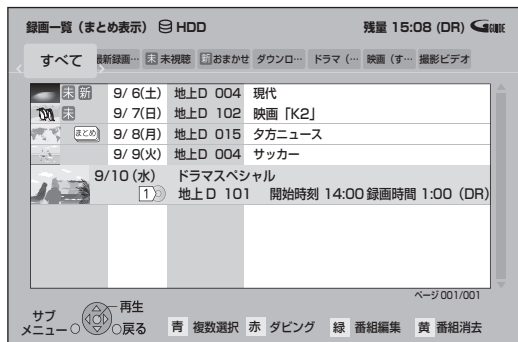 録画一覧（まとめ表示） HDD 残量 15:08 (DR) G GUIDE
すべて 最新録画… 未 未視聴 新 おまかせ ダウンロ… ドラマ（… 映画（す… 撮影ビデオ
未 新 9/ 6(土) 地上D 004 現代
未 9/ 7(日) 地上D 102 映画「K2」
まとめ 9/ 8(月) 地上D 015 夕方ニュース
9/ 9(火) 地上D 004 サッカー
9/10(水) ドラマスペシャル
1 地上D 101 開始時刻 14:00 録画時間 1:00 (DR)
ページ 001/001
サブメニュー 再生 戻る 青 複数選択 赤 ダビング 緑 番組編集 黄 番組消去